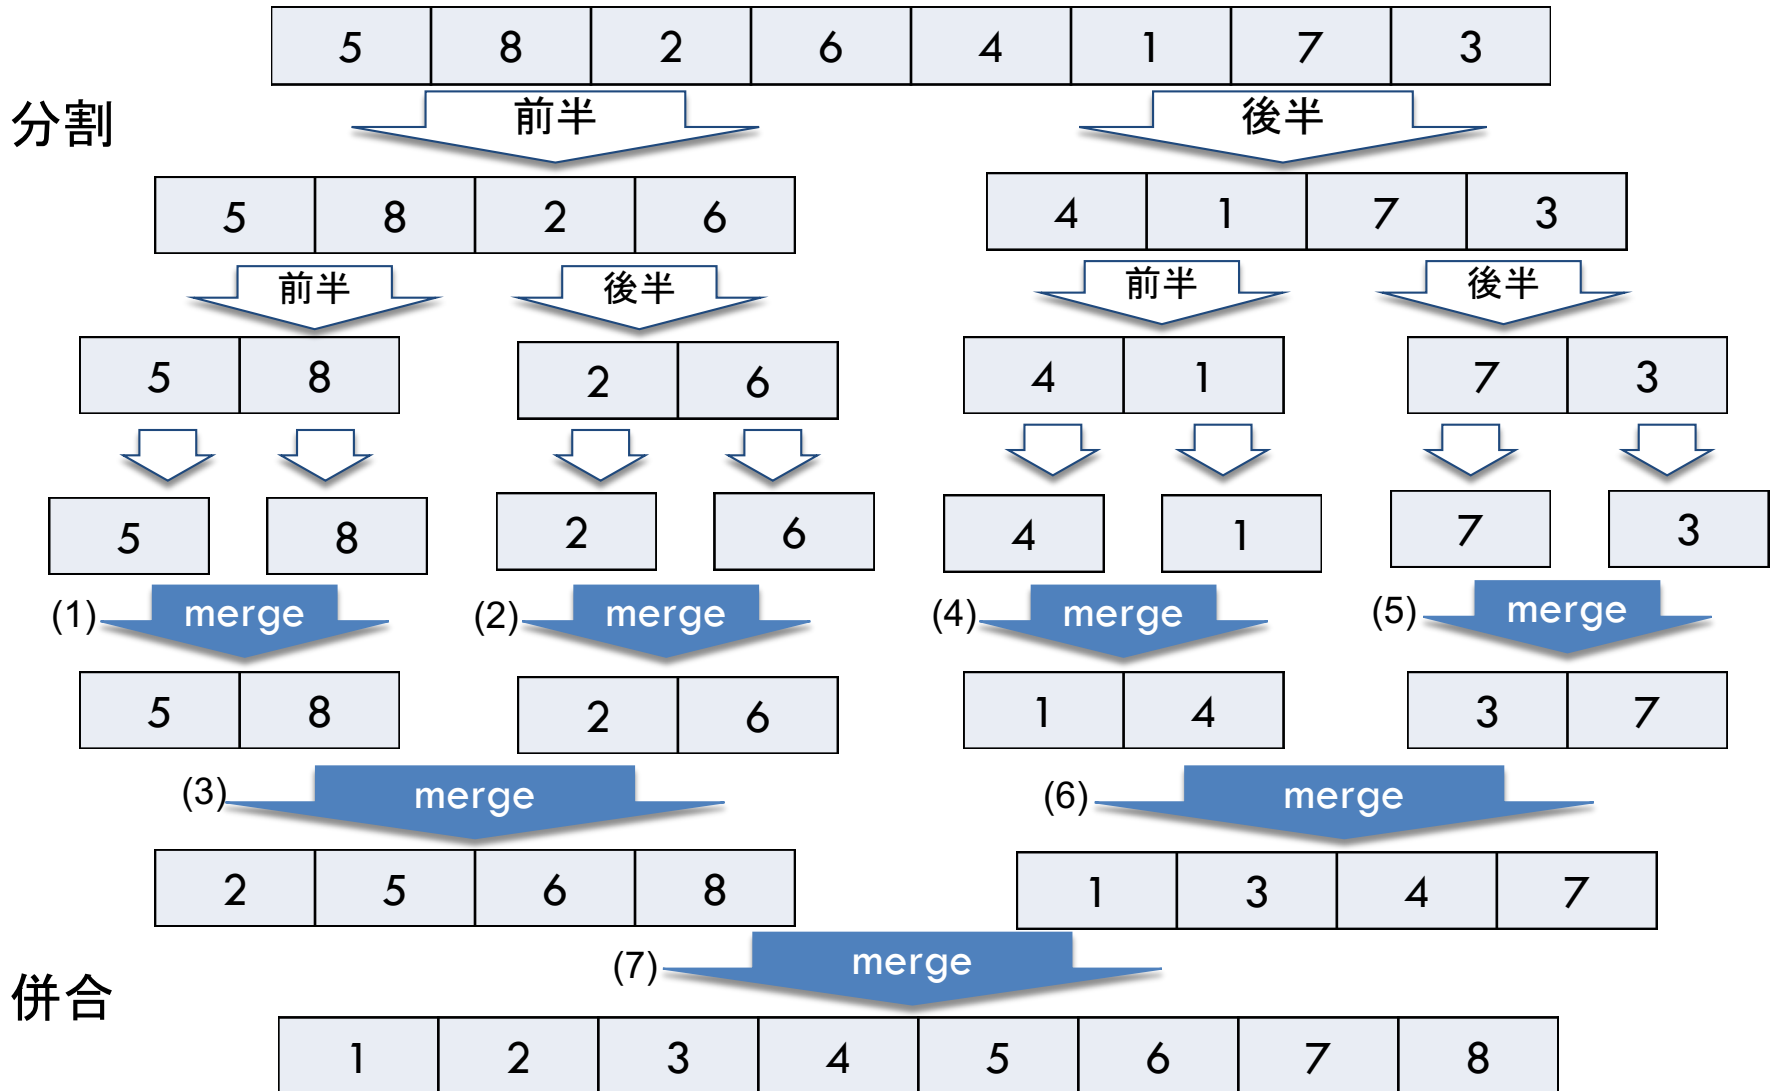 5 8 2 6 4 1 7 3
分割
前半 後半
5 8 2 6 4 1 7 3
前半 後半 前半 後半
5 8 2 6 4 1 7 3
5 8 2 6 4 1 7 3
(1) merge (2) merge (4) merge (5) merge
5 8 2 6 1 4 3 7
(3) merge (6) merge
2 5 6 8 1 3 4 7
(7) merge
併合
1 2 3 4 5 6 7 8